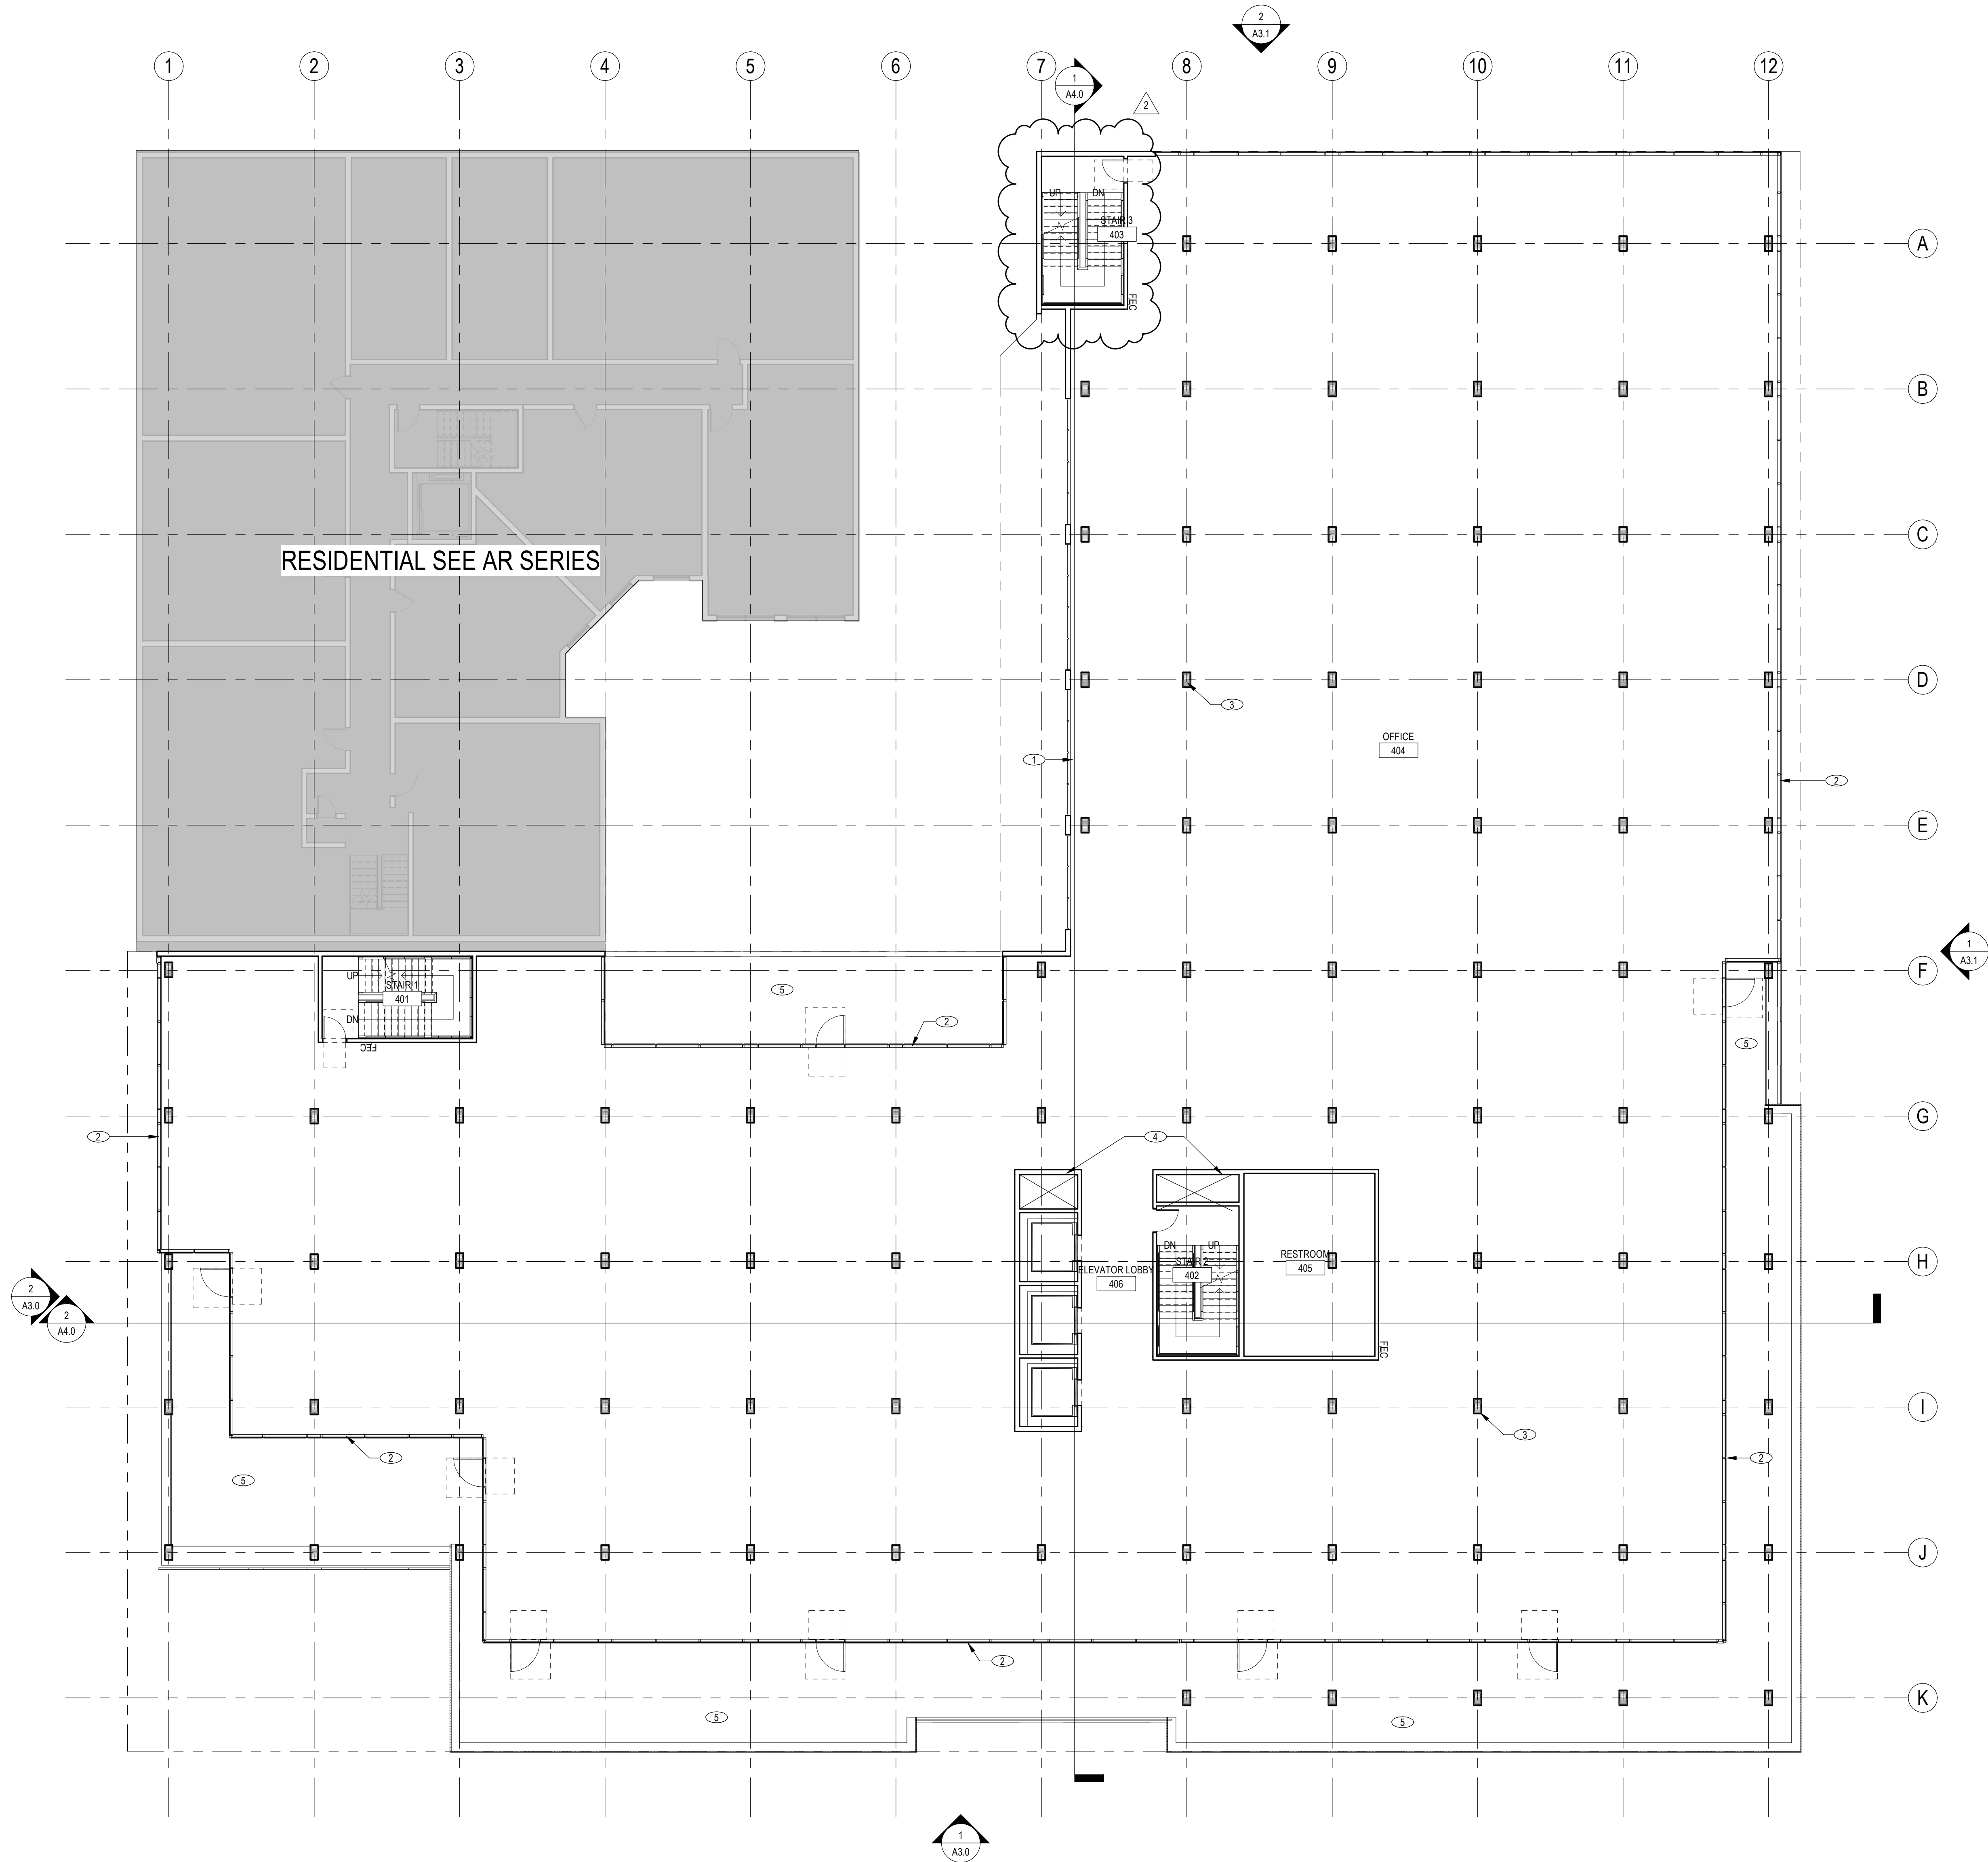 2
A3.1
1
2
3
4
5
6
7
8
9
10
11
12
1
A4.0
2
UP
DN
STAIR 3
403
A
FEC
B
C
RESIDENTIAL SEE AR SERIES
D
3
OFFICE
404
1
2
E
1
A3.1
F
UP
STAIR 1
401
DN
FEC
5
2
5
G
2
4
H
DN
UP
STAIR 2
402
RESTROOM
405
ELEVATOR LOBBY
406
2
A3.0
2
A4.0
FEC
I
3
2
2
5
J
2
K
5
5
1
A3.0